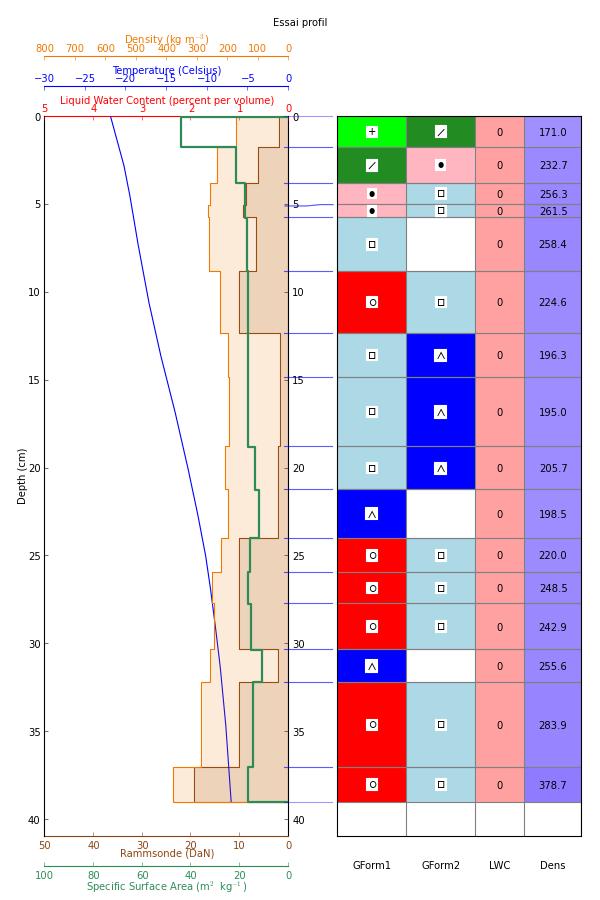 Essai profil
Density (kg m⁻³)
800 700 600 500 400 300 200 100 0
Temperature (Celsius)
−30 −25 −20 −15 −10 −5 0
Liquid Water Content (percent per volume)
5 4 3 2 1 0
0 0 + 0 171.0
0 232.7
0 256.3
5 5 0 261.5
0 258.4
10 10 0 224.6
0 196.3
15 15 0 195.0
Depth (cm)
20 20 0 205.7
0 198.5
25 25 0 220.0
0 248.5
0 242.9
30 30 0 255.6
35 35 0 283.9
0 378.7
40 40
50 40 30 20 10 0
Rammsonde (DaN)
GForm1 GForm2 LWC Dens
100 80 60 40 20 0
Specific Surface Area (m² kg⁻¹)